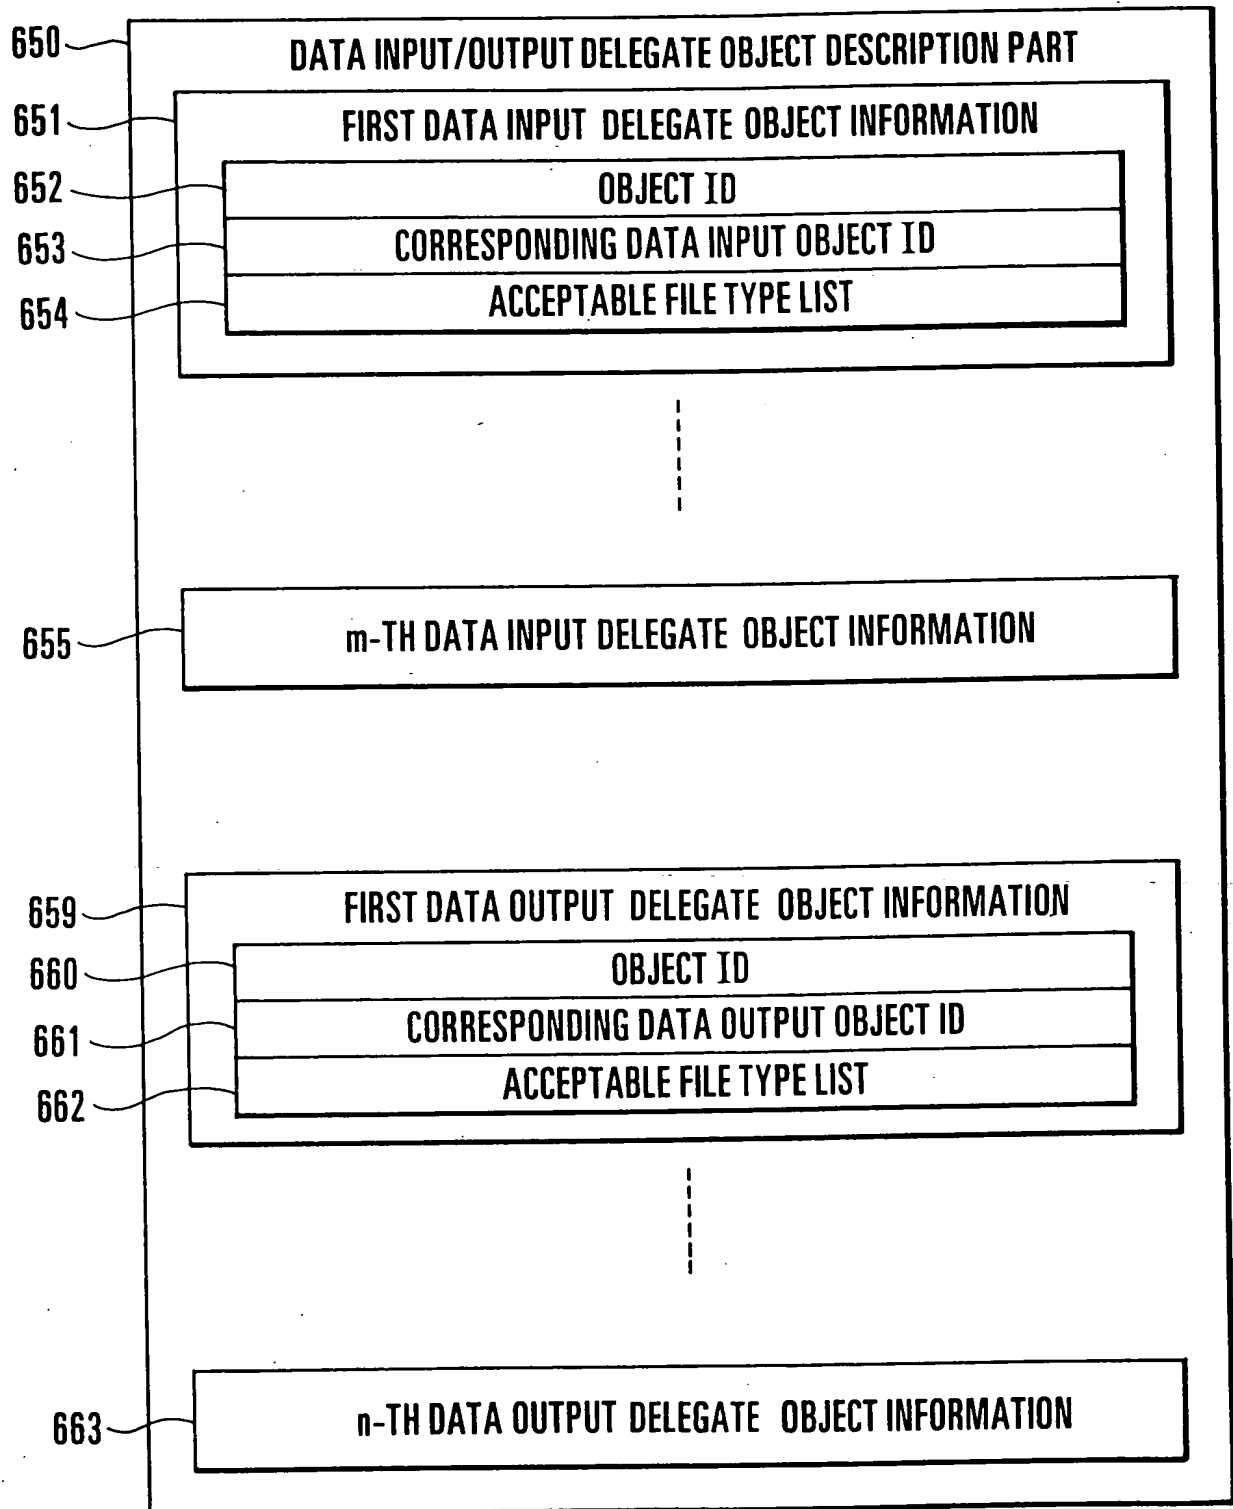 650
DATA INPUT/OUTPUT DELEGATE OBJECT DESCRIPTION PART
651
FIRST DATA INPUT DELEGATE OBJECT INFORMATION
652
OBJECT ID
653
CORRESPONDING DATA INPUT OBJECT ID
654
ACCEPTABLE FILE TYPE LIST
655
m-TH DATA INPUT DELEGATE OBJECT INFORMATION
659
FIRST DATA OUTPUT DELEGATE OBJECT INFORMATION
660
OBJECT ID
661
CORRESPONDING DATA OUTPUT OBJECT ID
662
ACCEPTABLE FILE TYPE LIST
663
n-TH DATA OUTPUT DELEGATE OBJECT INFORMATION